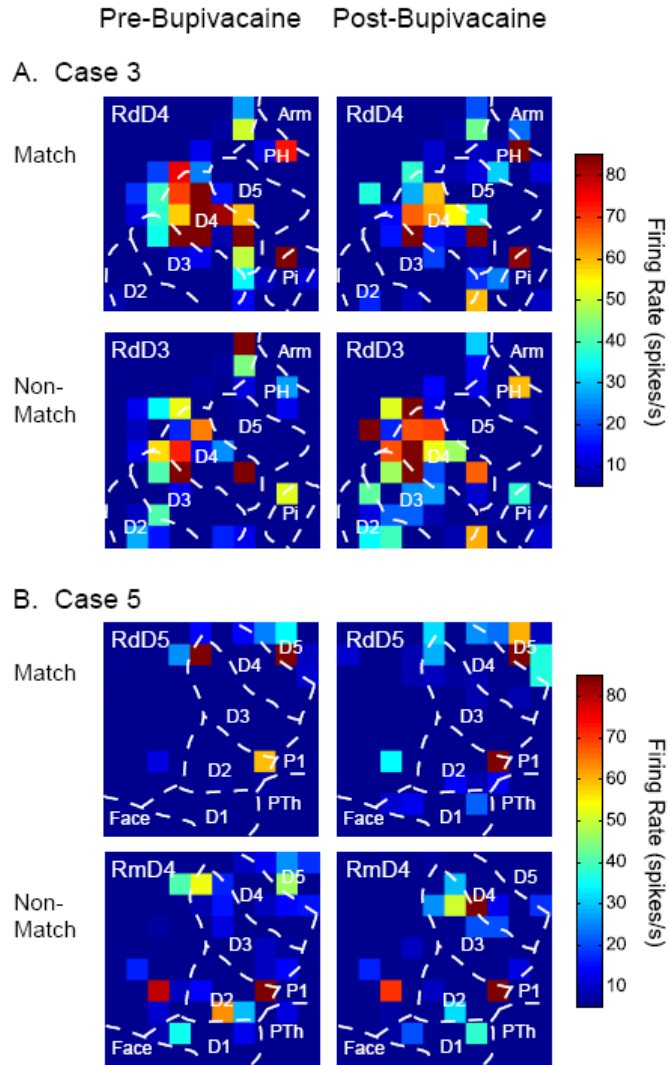 Pre-Bupivacaine Post-Bupivacaine
A. Case 3
Match
RdD4 Arm PH D5 D4 D3 D2 Pi
RdD4 Arm PH D5 D4 D3 D2 Pi
80
70
60
50
40
30
20
10
Firing Rate (spikes/s)
Non-
Match
RdD3 Arm PH D5 D4 D3 D2 Pi
RdD3 Arm PH D5 D4 D3 D2 Pi
B. Case 5
Match
RdD5 D5 D4 D3 D2 P1 PTh D1 Face
RdD5 D5 D4 D3 D2 P1 PTh D1 Face
80
70
60
50
40
30
20
10
Firing Rate (spikes/s)
Non-
Match
RmD4 D5 D4 D3 D2 P1 PTh D1 Face
RmD4 D5 D4 D3 D2 P1 PTh D1 Face